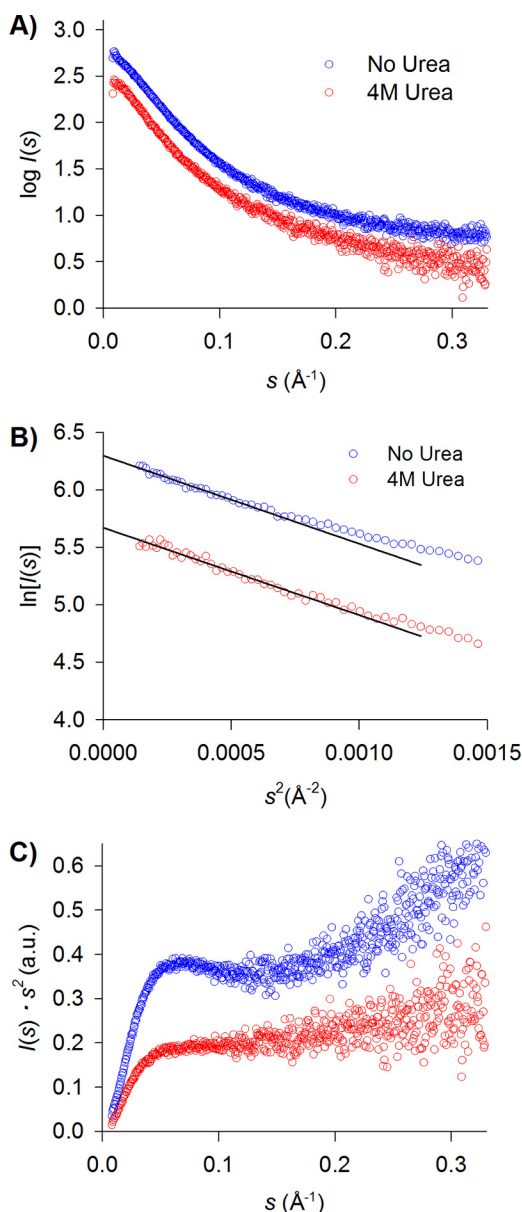 A)
3.0
No Urea
2.5
4M Urea
2.0
log I(s)
1.5
1.0
0.5
0.0
0.0 0.1 0.2 0.3
s (Å⁻¹)
B)
6.5
No Urea
6.0
4M Urea
5.5
ln[I(s)]
5.0
4.5
4.0
0.0000 0.0005 0.0010 0.0015
s²(Å⁻²)
C)
0.6
0.5
0.4
I(s) · s² (a.u.)
0.3
0.2
0.1
0.0
0.0 0.1 0.2 0.3
s (Å⁻¹)